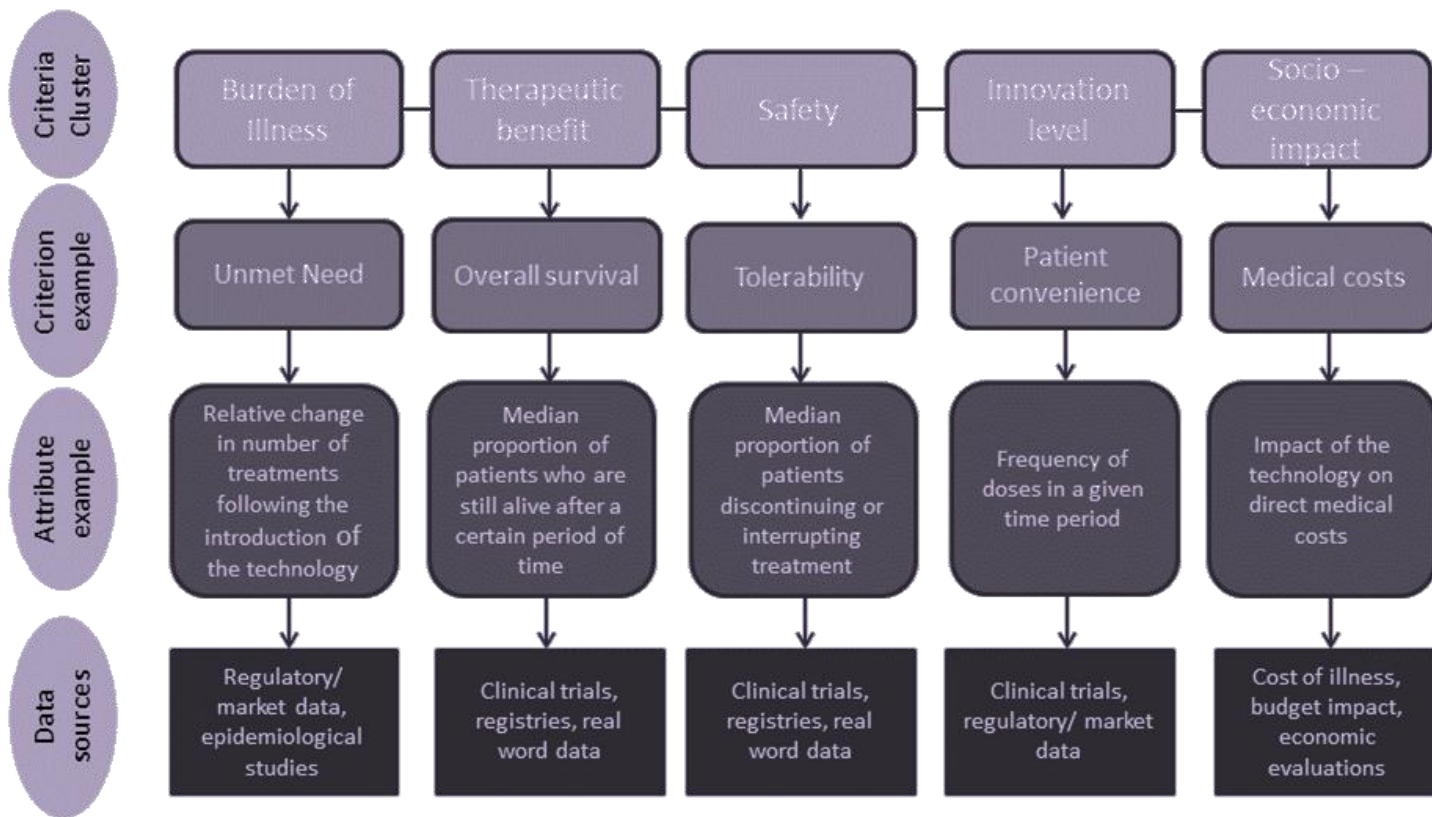 Criteria
Cluster
Burden of
Illness
Therapeutic
benefit
Safety
Innovation
level
Socio –
economic
impact
Criterion
example
Unmet Need
Overall survival
Tolerability
Patient
convenience
Medical costs
Attribute
example
Relative change
in number of
treatments
following the
introduction of
the technology
Median
proportion of
patients who are
still alive after a
certain period of
time
Median
proportion of
patients
discontinuing or
interrupting
treatment
Frequency of
doses in a given
time period
Impact of the
technology on
direct medical
costs
Data
sources
Regulatory/
market data,
epidemiological
studies
Clinical trials,
registries, real
word data
Clinical trials,
registries, real
word data
Clinical trials,
regulatory/ market
data
Cost of illness,
budget impact,
economic
evaluations